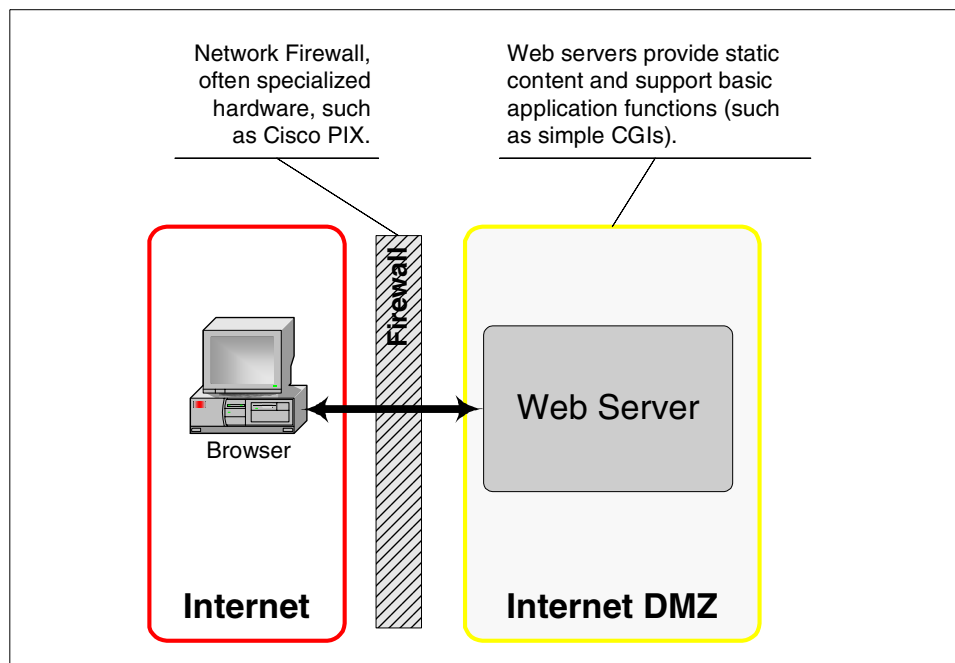 Network Firewall,
often specialized
hardware, such
as Cisco PIX.
Web servers provide static
content and support basic
application functions (such
as simple CGIs).
Firewall
Browser
Web Server
Internet
Internet DMZ